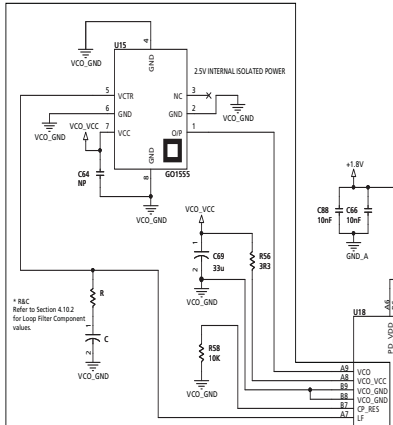 VCO_GND
U15
4
GND
2.5V INTERNAL ISOLATED POWER
5
VCTR
NC
3
6
GND
GND
2
VCO_GND
VCO_GND
VCO_VCC
7
VCC
O/P
1
C64
NP
GND
8
GO1555
VCO_GND
+1.8V
C88
10nF
C66
10nF
GND_A
VCO_VCC
1
C69
33u
2
R56
3R3
VCO_GND
* R&C
Refer to Section 4.10.2
for Loop Filter Component
values.
R
1
C
2
VCO_GND
R58
10K
VCO_GND
A6
PD_VDD
U18
A9
VCO
A8
VCO_VCC
B9
VCO_GND
B8
VCO_GND
B7
CP_RES
A7
LF